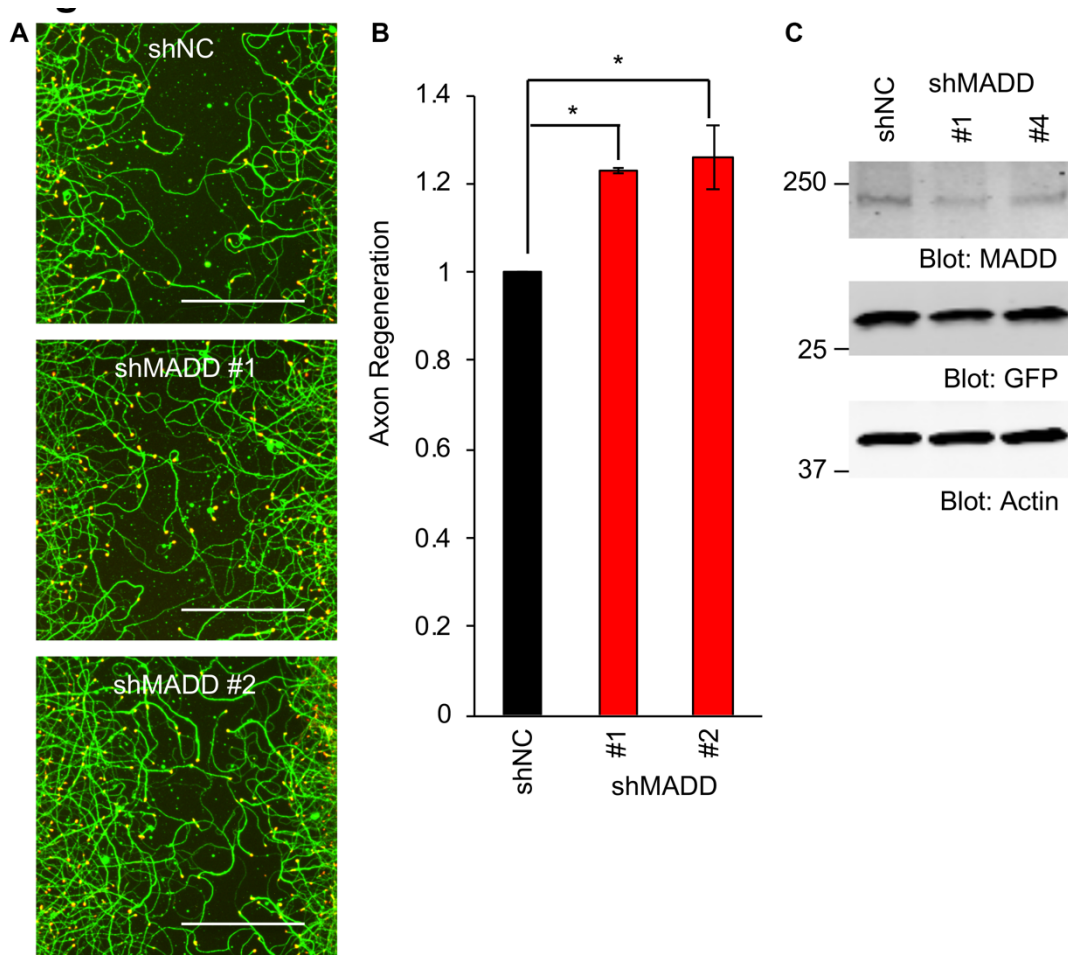 A
shNC
shMADD #1
shMADD #2
B
*
*
1.4
1.2
1
0.8
0.6
0.4
0.2
0
Axon Regeneration
shNC
#1
#2
shMADD
C
shNC
shMADD
#1
#4
250
Blot: MADD
25
Blot: GFP
37
Blot: Actin